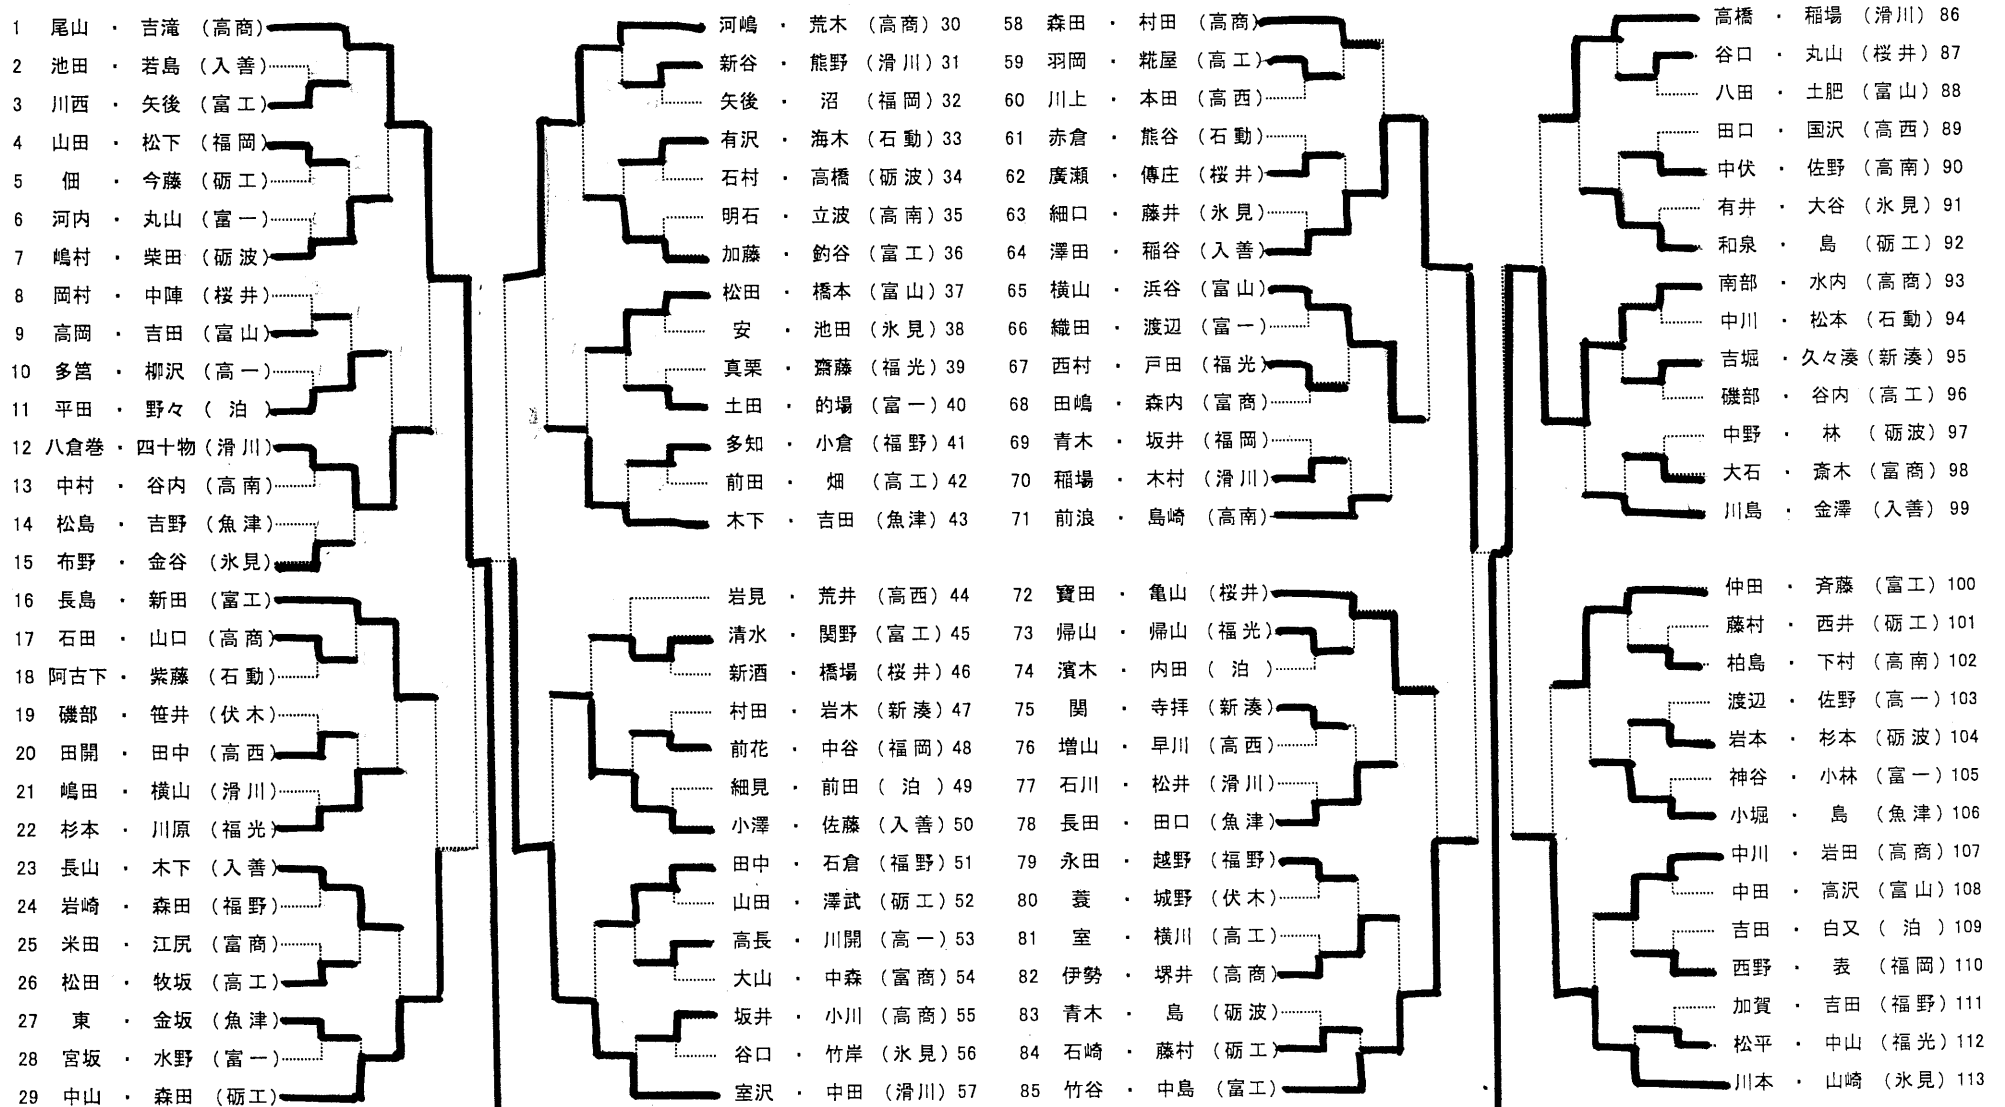 1 尾山 ・ 吉滝 (高商)
2 池田 ・ 若島 (入善)
3 川西 ・ 矢後 (富工)
4 山田 ・ 松下 (福岡)
5 佃 ・ 今藤 (砺工)
6 河内 ・ 丸山 (富一)
7 嶋村 ・ 柴田 (砺波)
8 岡村 ・ 中陣 (桜井)
9 高岡 ・ 吉田 (富山)
10 多筥 ・ 柳沢 (高一)
11 平田 ・ 野々 (泊)
12 八倉巻 ・ 四十物 (滑川)
13 中村 ・ 谷内 (高南)
14 松島 ・ 吉野 (魚津)
15 布野 ・ 金谷 (氷見)
16 長島 ・ 新田 (富工)
17 石田 ・ 山口 (高商)
18 阿古下 ・ 紫藤 (石動)
19 磯部 ・ 笹井 (伏木)
20 田開 ・ 田中 (高西)
21 嶋田 ・ 横山 (滑川)
22 杉本 ・ 川原 (福光)
23 長山 ・ 木下 (入善)
24 岩崎 ・ 森田 (福野)
25 米田 ・ 江尻 (富商)
26 松田 ・ 牧坂 (高工)
27 東 ・ 金坂 (魚津)
28 宮坂 ・ 水野 (富一)
29 中山 ・ 森田 (砺工)
河嶋 ・ 荒木 (高商) 30
新谷 ・ 熊野 (滑川) 31
矢後 ・ 沼 (福岡) 32
有沢 ・ 海木 (石動) 33
石村 ・ 高橋 (砺波) 34
明石 ・ 立波 (高南) 35
加藤 ・ 釣谷 (富工) 36
松田 ・ 橋本 (富山) 37
安 ・ 池田 (氷見) 38
真栗 ・ 齋藤 (福光) 39
土田 ・ 的場 (富一) 40
多知 ・ 小倉 (福野) 41
前田 ・ 畑 (高工) 42
木下 ・ 吉田 (魚津) 43
岩見 ・ 荒井 (高西) 44
清水 ・ 関野 (富工) 45
新酒 ・ 橋場 (桜井) 46
村田 ・ 岩木 (新湊) 47
前花 ・ 中谷 (福岡) 48
細見 ・ 前田 (泊) 49
小澤 ・ 佐藤 (入善) 50
田中 ・ 石倉 (福野) 51
山田 ・ 澤武 (砺工) 52
高長 ・ 川開 (高一) 53
大山 ・ 中森 (富商) 54
坂井 ・ 小川 (高商) 55
谷口 ・ 竹岸 (氷見) 56
室沢 ・ 中田 (滑川) 57
58 森田 ・ 村田 (高商)
59 羽岡 ・ 糀屋 (高工)
60 川上 ・ 本田 (高西)
61 赤倉 ・ 熊谷 (石動)
62 廣瀬 ・ 傳庄 (桜井)
63 細口 ・ 藤井 (氷見)
64 澤田 ・ 稲谷 (入善)
65 横山 ・ 浜谷 (富山)
66 織田 ・ 渡辺 (富一)
67 西村 ・ 戸田 (福光)
68 田嶋 ・ 森内 (富商)
69 青木 ・ 坂井 (福岡)
70 稲場 ・ 木村 (滑川)
71 前浪 ・ 島崎 (高南)
72 寶田 ・ 亀山 (桜井)
73 帰山 ・ 帰山 (福光)
74 濱木 ・ 内田 (泊)
75 関 ・ 寺拝 (新湊)
76 増山 ・ 早川 (高西)
77 石川 ・ 松井 (滑川)
78 長田 ・ 田口 (魚津)
79 永田 ・ 越野 (福野)
80 蓑 ・ 城野 (伏木)
81 室 ・ 横川 (高工)
82 伊勢 ・ 堺井 (高商)
83 青木 ・ 島 (砺波)
84 石崎 ・ 藤村 (砺工)
85 竹谷 ・ 中島 (富工)
高橋 ・ 稲場 (滑川) 86
谷口 ・ 丸山 (桜井) 87
八田 ・ 土肥 (富山) 88
田口 ・ 国沢 (高西) 89
中伏 ・ 佐野 (高南) 90
有井 ・ 大谷 (氷見) 91
和泉 ・ 島 (砺工) 92
南部 ・ 水内 (高商) 93
中川 ・ 松本 (石動) 94
吉堀 ・ 久々湊 (新湊) 95
磯部 ・ 谷内 (高工) 96
中野 ・ 林 (砺波) 97
大石 ・ 斎木 (富商) 98
川島 ・ 金澤 (入善) 99
仲田 ・ 斉藤 (富工) 100
藤村 ・ 西井 (砺工) 101
柏島 ・ 下村 (高南) 102
渡辺 ・ 佐野 (高一) 103
岩本 ・ 杉本 (砺波) 104
神谷 ・ 小林 (富一) 105
小堀 ・ 島 (魚津) 106
中川 ・ 岩田 (高商) 107
中田 ・ 高沢 (富山) 108
吉田 ・ 白又 (泊) 109
西野 ・ 表 (福岡) 110
加賀 ・ 吉田 (福野) 111
松平 ・ 中山 (福光) 112
川本 ・ 山崎 (氷見) 113